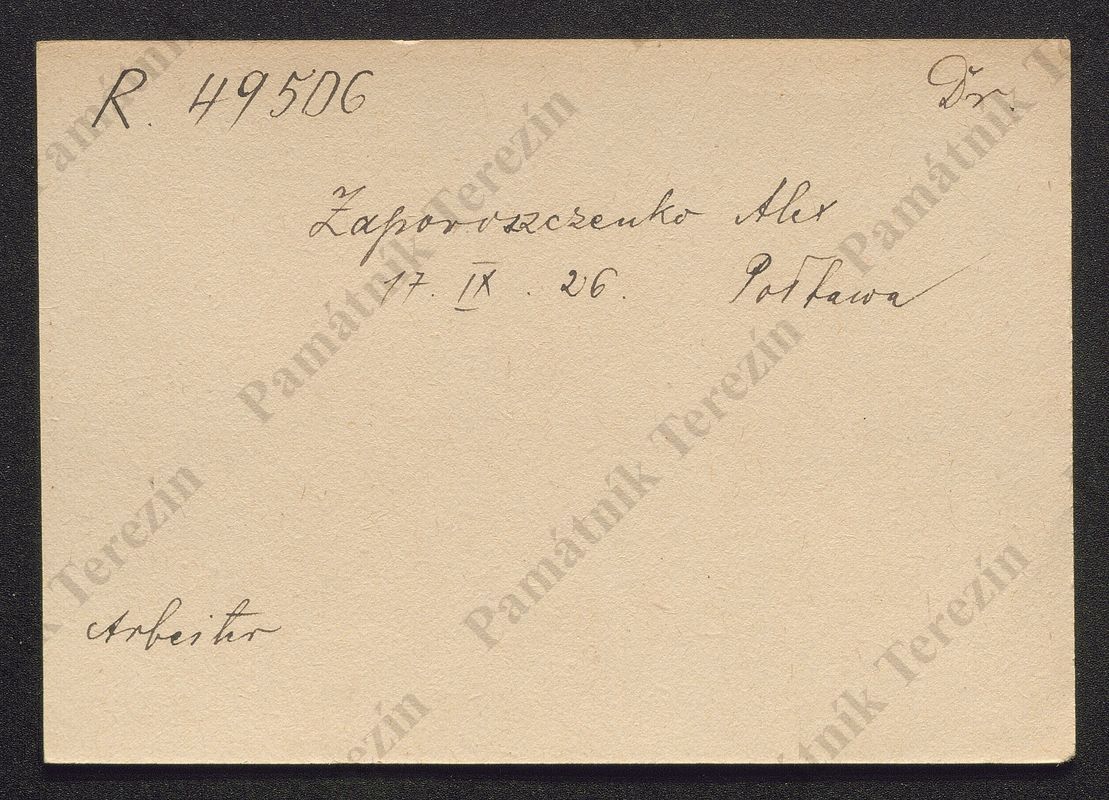 R. 49506
Dr.
Zaporoszczenko Alex
17. IX. 26. Połtawa
Arbeiter
Památník Terezín